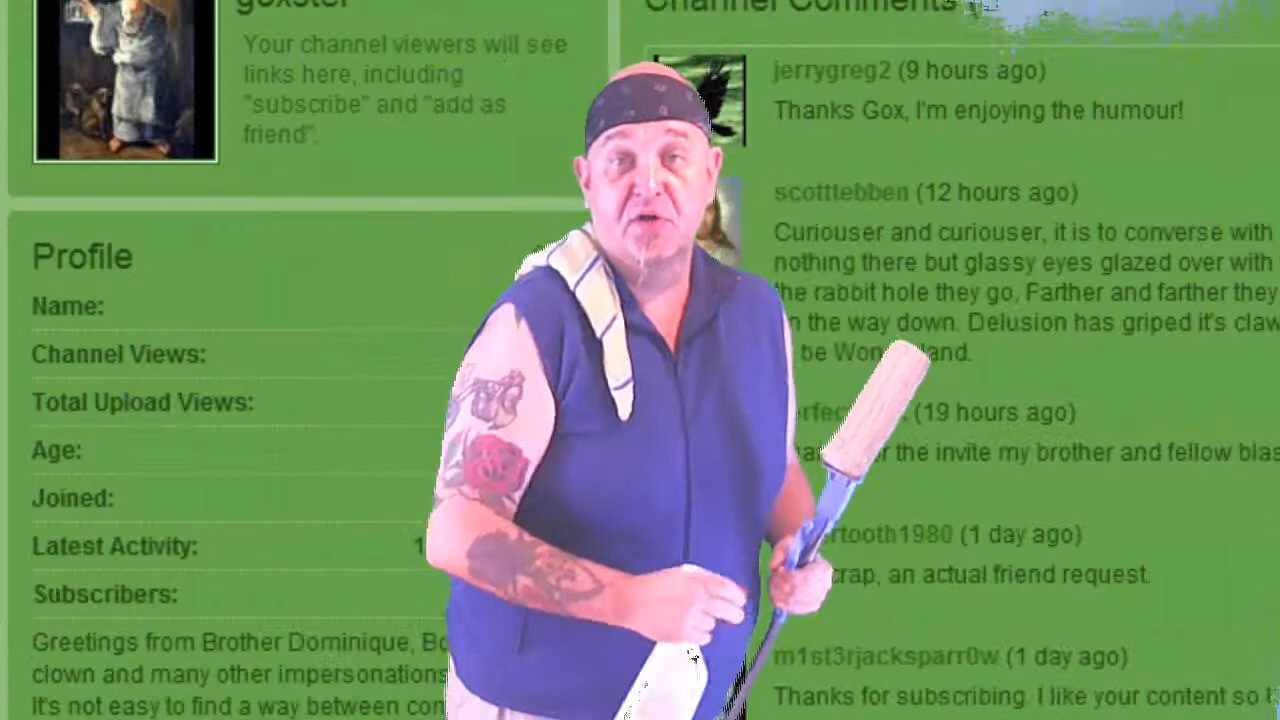 goxster
Your channel viewers will see
links here, including
"subscribe" and "add as
friend".
Profile
Name:
Channel Views:
Total Upload Views:
Age:
Joined:
Latest Activity: 1
Subscribers:
Greetings from Brother Dominique,
clown and many other impersonations
It's not easy to find a way between
Channel Comments
jerrygreg2 (9 hours ago)
Thanks Gox, I'm enjoying the humour!
scotttebben (12 hours ago)
Curiouser and curiouser, it is to converse with
nothing there but glassy eyes glazed over with
the rabbit hole they go, Farther and farther they
the way down. Delusion has griped it's
be
(19 hours ago)
the invite my brother and fellow
(1 day ago)
crap, an actual friend request.
m1st3rjacksparr0w (1 day ago)
Thanks for subscribing. I like your content so